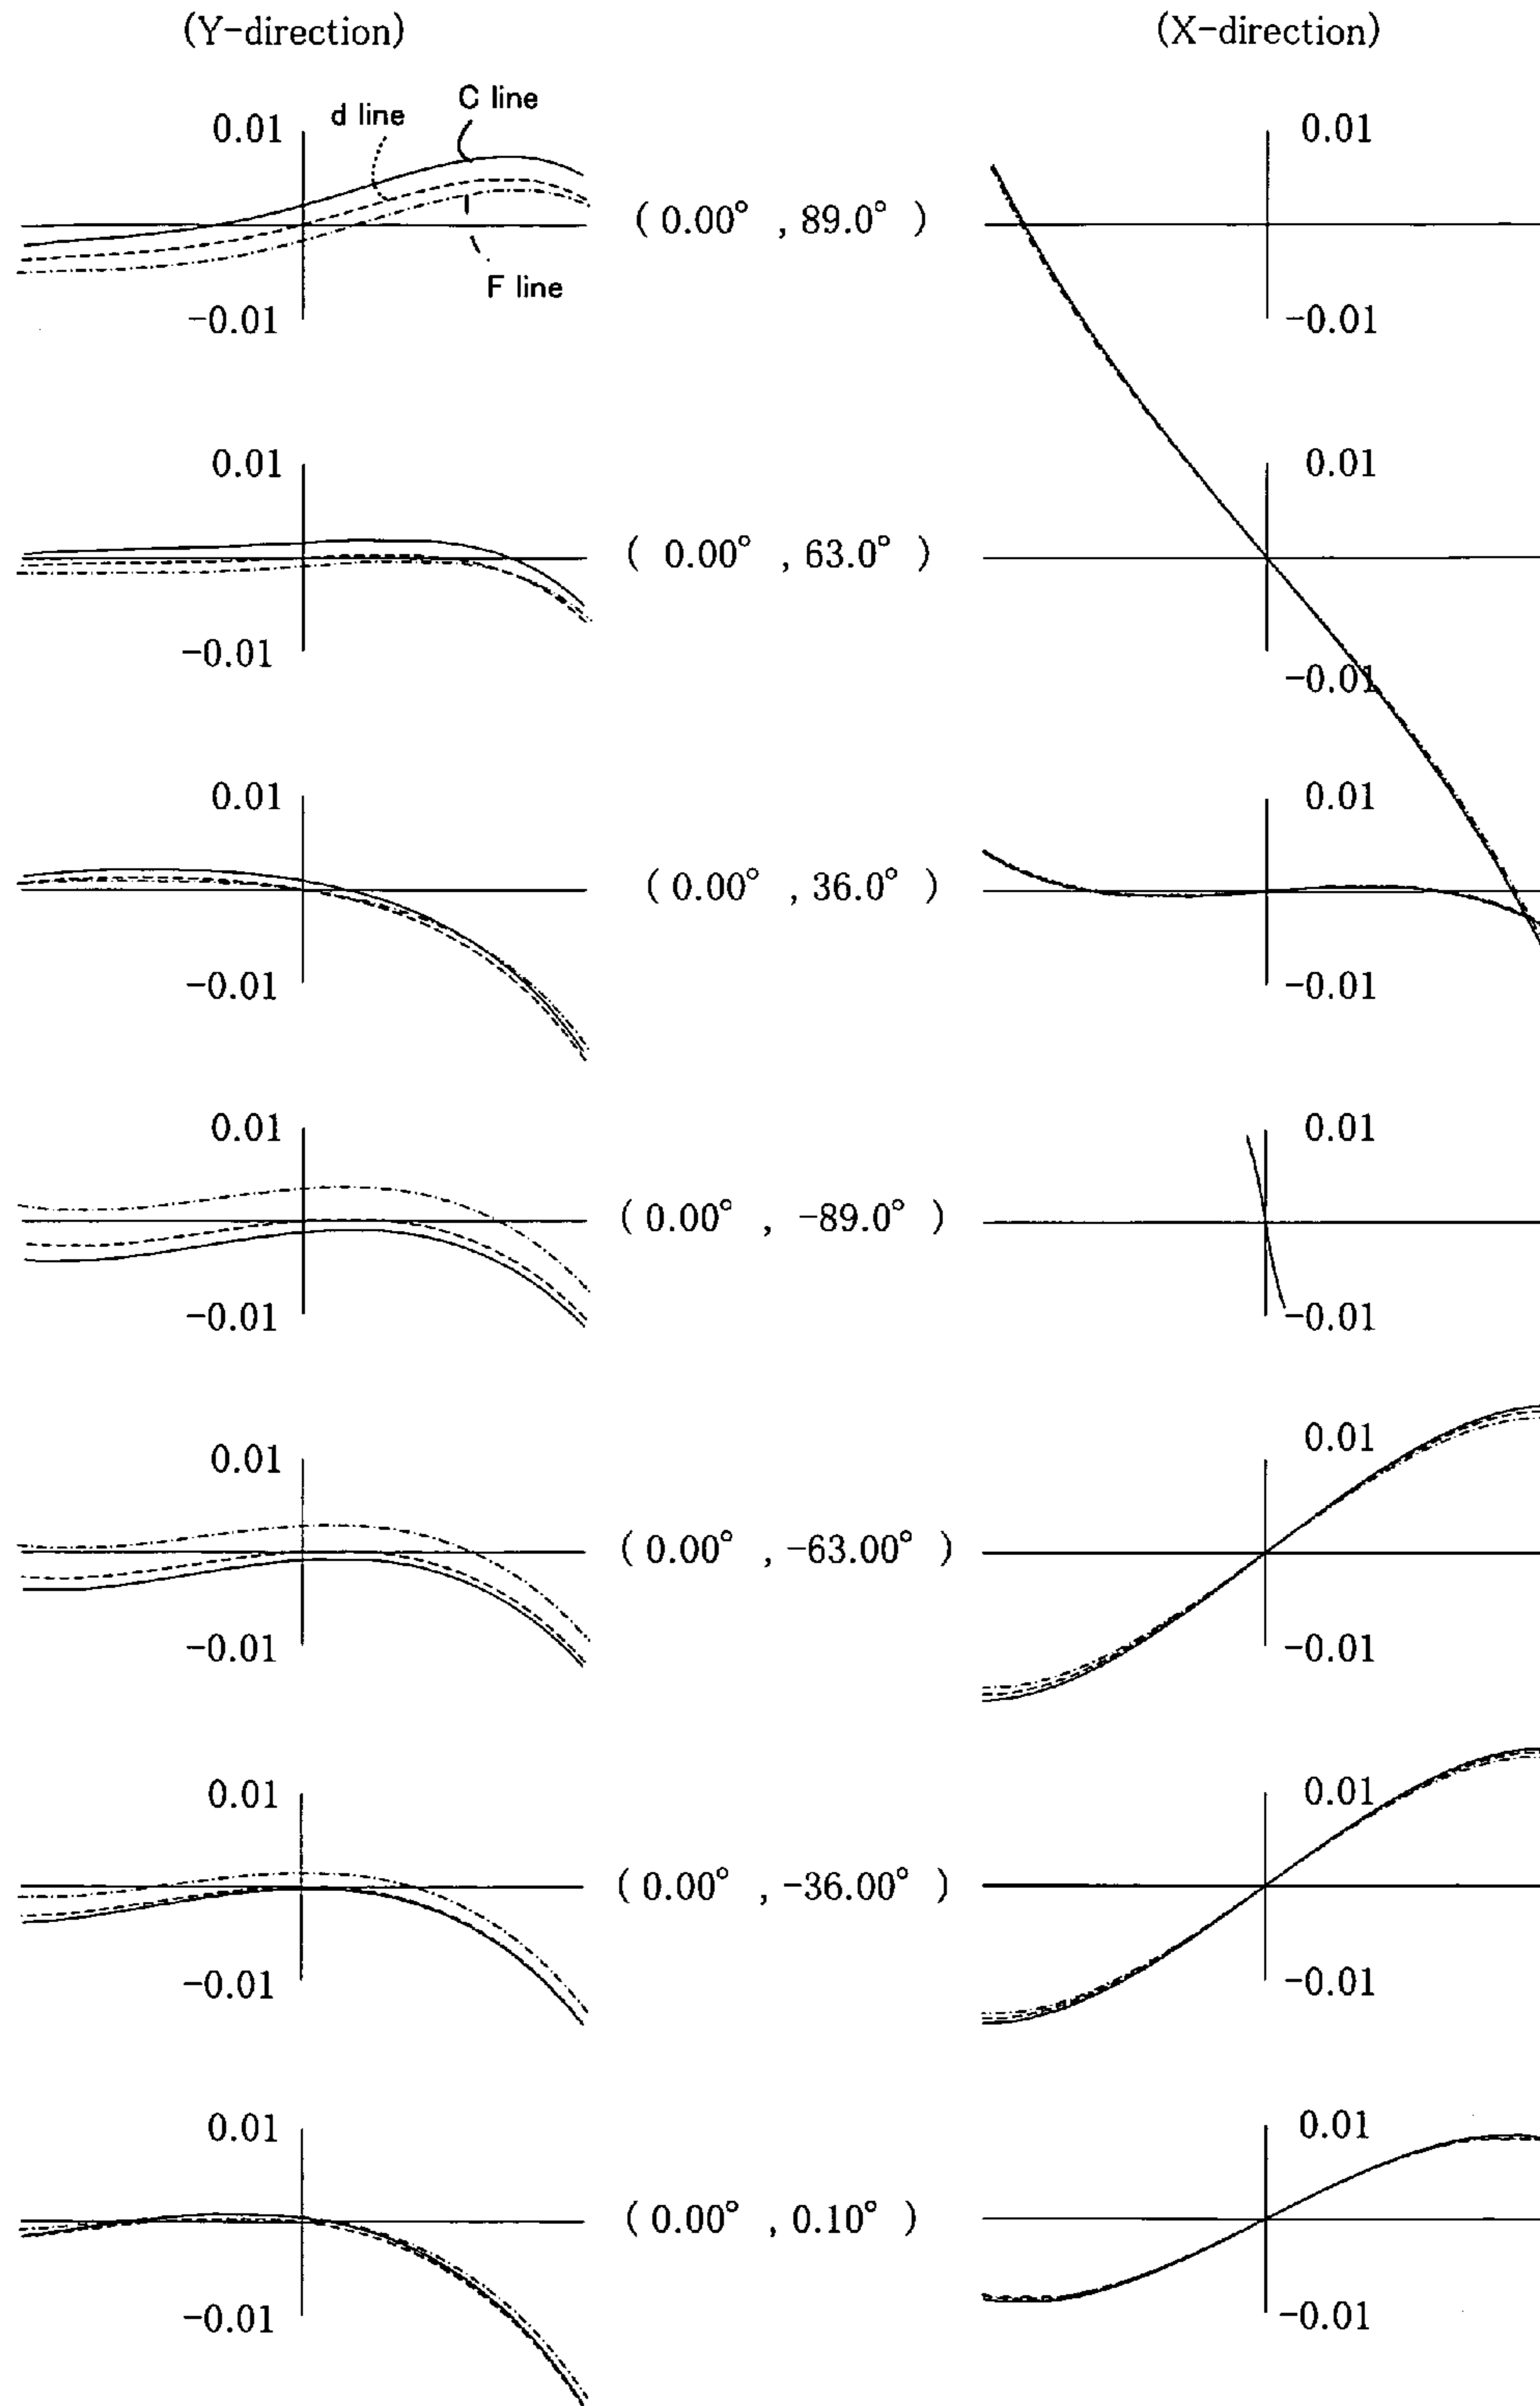 (Y-direction) (X-direction)
C line
d line
0.01 0.01
( 0.00° , 89.0° )
F line
-0.01 -0.01
0.01 0.01
( 0.00° , 63.0° )
-0.01 -0.01
0.01 0.01
( 0.00° , 36.0° )
-0.01 -0.01
0.01 0.01
( 0.00° , -89.0° )
-0.01 -0.01
0.01 0.01
( 0.00° , -63.00° )
-0.01 -0.01
0.01 0.01
( 0.00° , -36.00° )
-0.01 -0.01
0.01 0.01
( 0.00° , 0.10° )
-0.01 -0.01